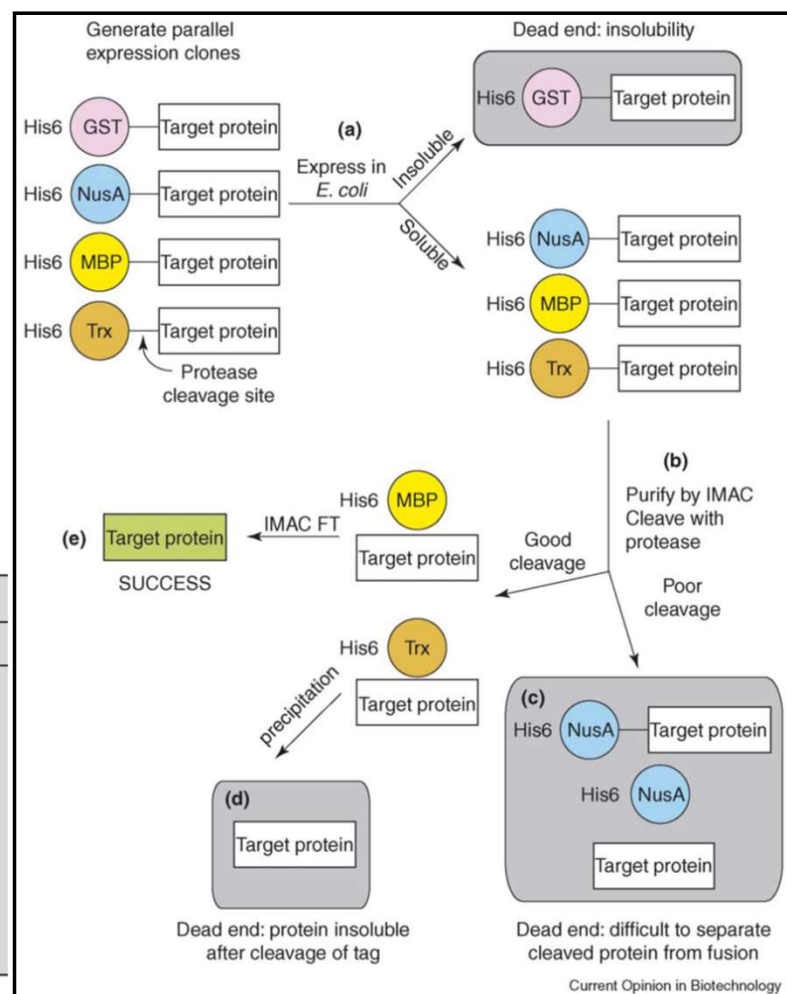 Generate parallel
expression clones
His6 GST Target protein
His6 NusA Target protein
His6 MBP Target protein
His6 Trx Target protein
Protease
cleavage site
(a)
Express in
E. coli
Insoluble
Soluble
Dead end: insolubility
His6 GST Target protein
His6 NusA Target protein
His6 MBP Target protein
His6 Trx Target protein
(b)
Purify by IMAC
Cleave with
protease
Good
cleavage
Poor
cleavage
His6 MBP
Target protein
IMAC FT
(e) Target protein
SUCCESS
His6 Trx
Target protein
precipitation
(d)
Target protein
Dead end: protein insoluble
after cleavage of tag
(c)
His6 NusA Target protein
His6 NusA
Target protein
Dead end: difficult to separate
cleaved protein from fusion
Current Opinion in Biotechnology